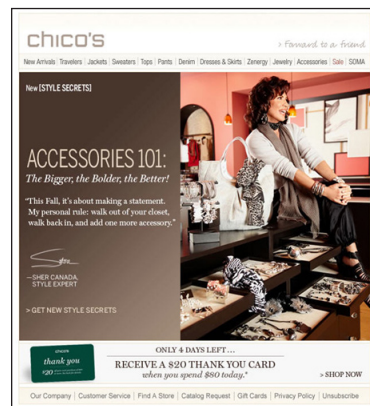 chico's
> Forward to a friend
New Arrivals | Travelers | Jackets | Sweaters | Tops | Pants | Denim | Dresses & Skirts | Zenergy | Jewelry | Accessories | Sale | SOMA
New [STYLE SECRETS]
ACCESSORIES 101:
The Bigger, the Bolder, the Better!
"This Fall, it's about making a statement.
My personal rule: walk out of your closet,
walk back in, and add one more accessory."
—SHER CANADA,
STYLE EXPERT
> GET NEW STYLE SECRETS
chico's
thank you
$20
ONLY 4 DAYS LEFT...
RECEIVE A $20 THANK YOU CARD
when you spend $80 today.*
> SHOP NOW
Our Company | Customer Service | Find A Store | Catalog Request | Gift Cards | Privacy Policy | Unsubscribe